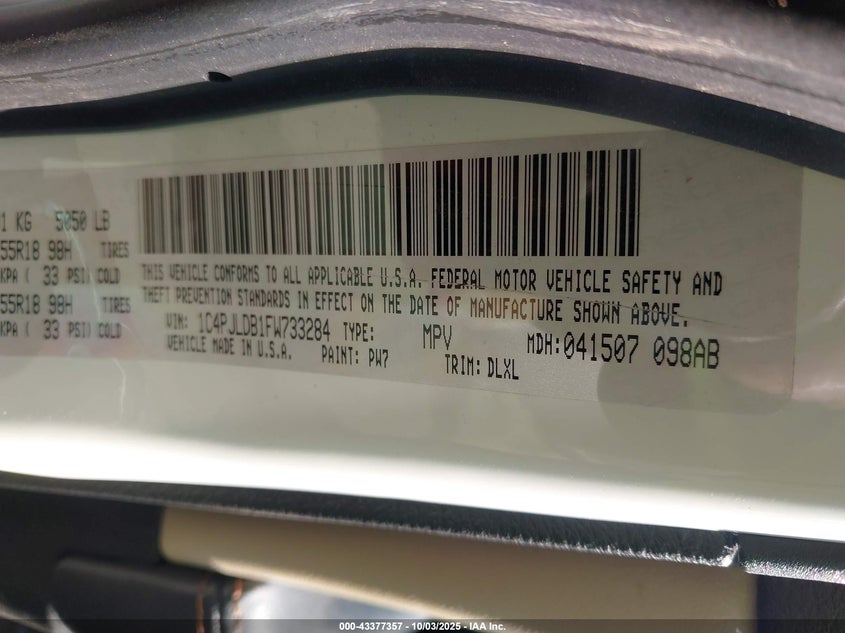 1 KG 5050 LB
55R18 98H TIRES
KPA ( 33 PSI) COLD
55R18 98H TIRES
KPA ( 33 PSI) COLD
THIS VEHICLE CONFORMS TO ALL APPLICABLE U.S.A. FEDERAL MOTOR VEHICLE SAFETY AND
THEFT PREVENTION STANDARDS IN EFFECT ON THE DATE OF MANUFACTURE SHOWN ABOVE.
VIN: 1C4PJLDB1FW733284 TYPE: MPV MDH:041507 098AB
VEHICLE MADE IN U.S.A. PAINT: PW7 TRIM: DLXL
000-43377357 | 10/03/2025 | IAA Inc.